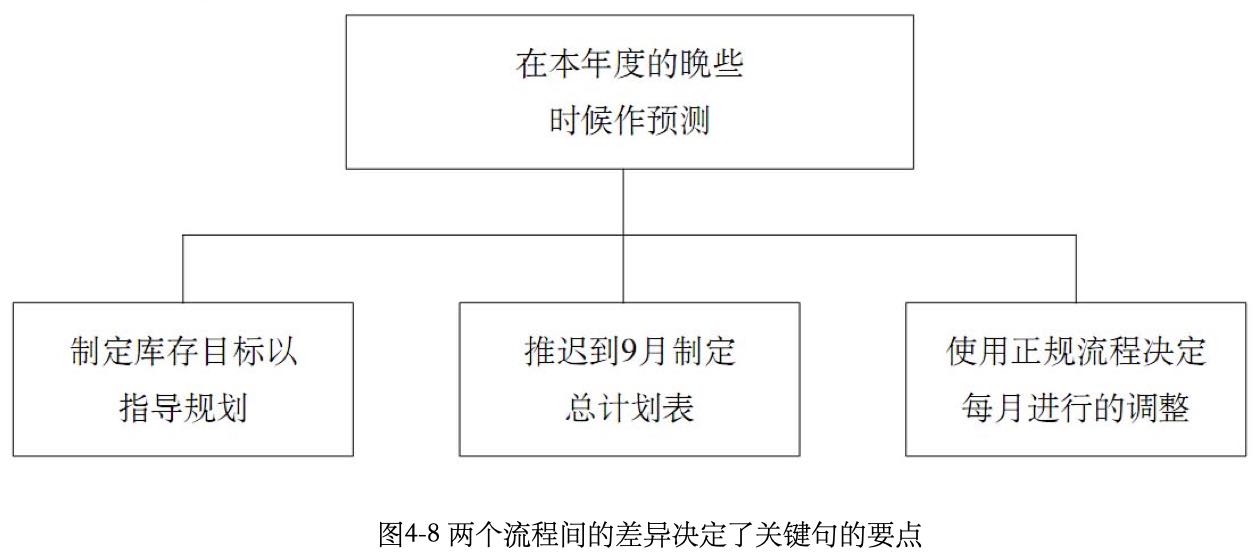 在本年度的晚些
时候作预测
制定库存目标以
指导规划
推迟到9月制定
总计划表
使用正规流程决定
每月进行的调整
图4-8 两个流程间的差异决定了关键句的要点